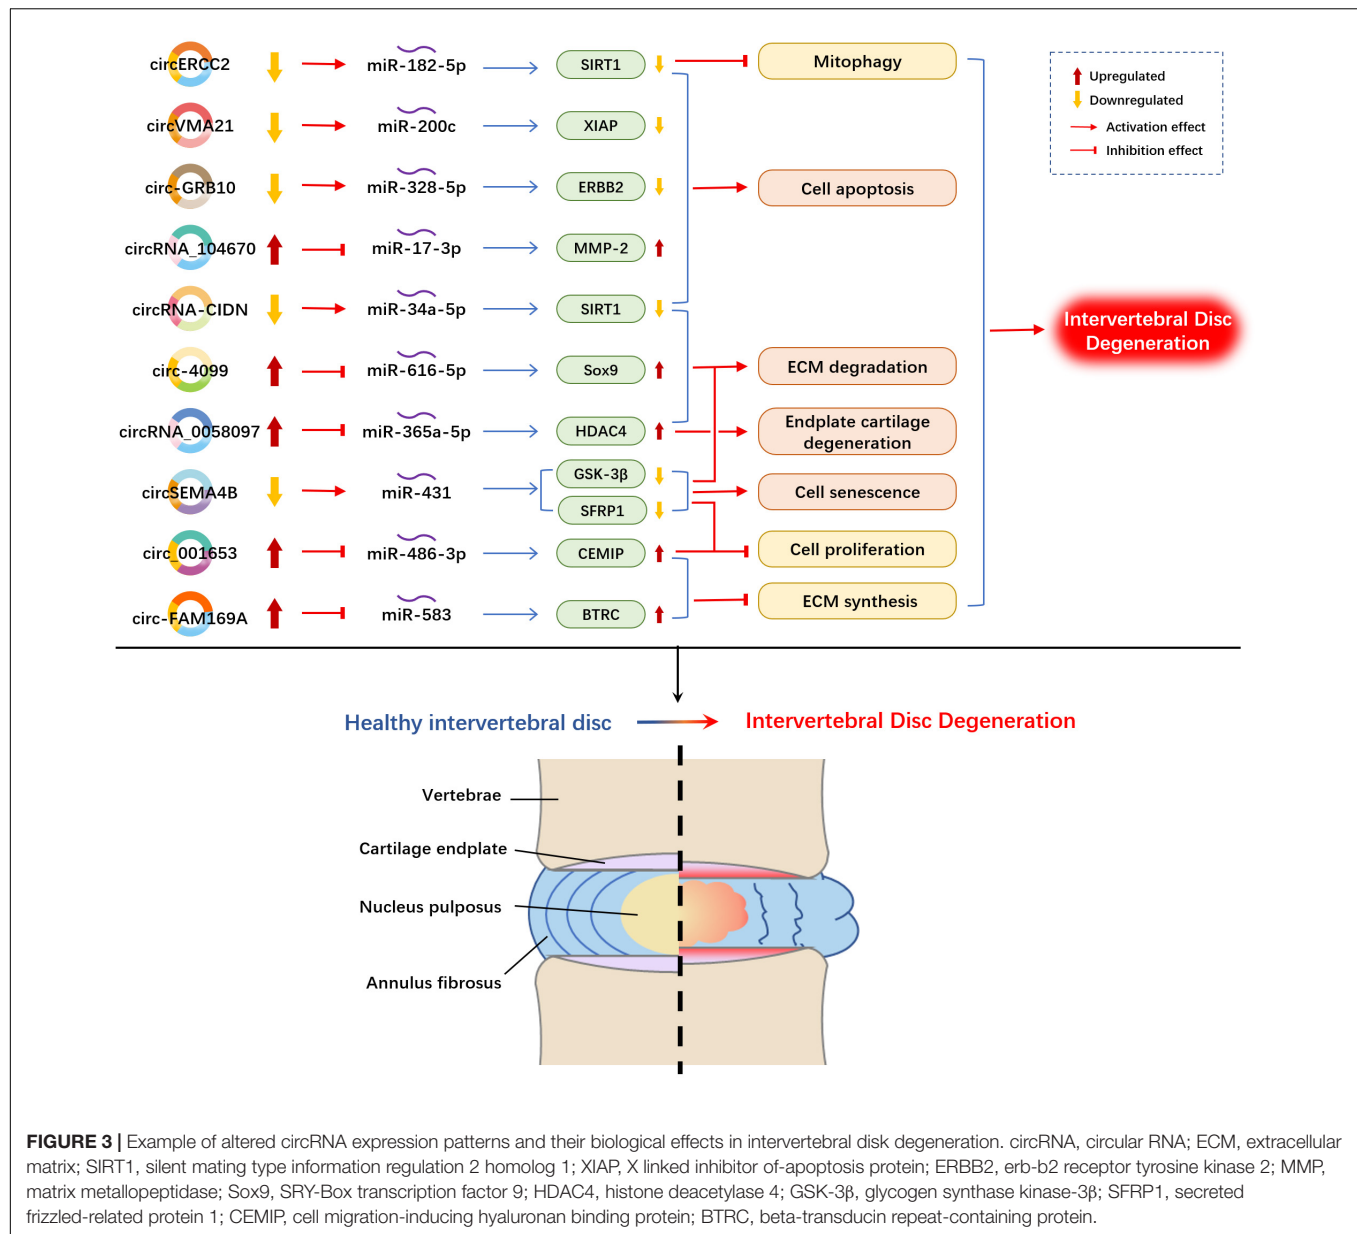 circERCC2 miR-182-5p SIRT1 Mitophagy
circVMA21 miR-200c XIAP
circ-GRB10 miR-328-5p ERBB2 Cell apoptosis
circRNA_104670 miR-17-3p MMP-2
circRNA-CIDN miR-34a-5p SIRT1
circ-4099 miR-616-5p Sox9 ECM degradation
circRNA_0058097 miR-365a-5p HDAC4 Endplate cartilage
degeneration
circSEMA4B miR-431 GSK-3β Cell senescence
SFRP1
circ_001653 miR-486-3p CEMIP Cell proliferation
circ-FAM169A miR-583 BTRC ECM synthesis
Upregulated
Downregulated
Activation effect
Inhibition effect
Intervertebral Disc
Degeneration
Healthy intervertebral disc Intervertebral Disc Degeneration
Vertebrae
Cartilage endplate
Nucleus pulposus
Annulus fibrosus
FIGURE 3 | Example of altered circRNA expression patterns and their biological effects in intervertebral disk degeneration. circRNA, circular RNA; ECM, extracellular
matrix; SIRT1, silent mating type information regulation 2 homolog 1; XIAP, X linked inhibitor of-apoptosis protein; ERBB2, erb-b2 receptor tyrosine kinase 2; MMP,
matrix metallopeptidase; Sox9, SRY-Box transcription factor 9; HDAC4, histone deacetylase 4; GSK-3β, glycogen synthase kinase-3β; SFRP1, secreted
frizzled-related protein 1; CEMIP, cell migration-inducing hyaluronan binding protein; BTRC, beta-transducin repeat-containing protein.